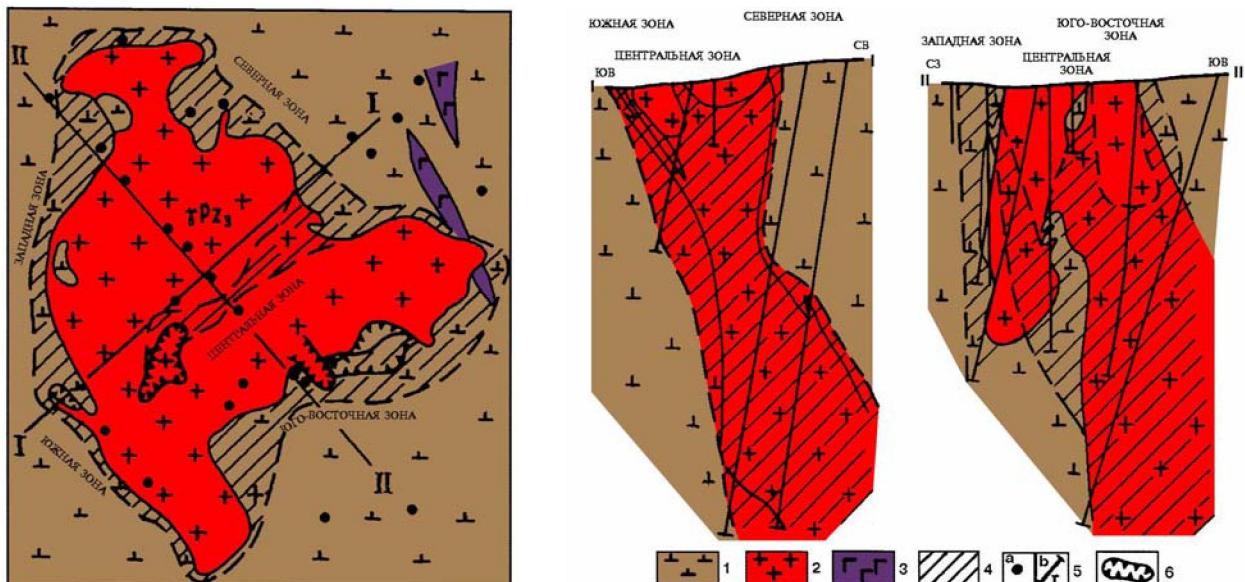 II
СЕВЕРНАЯ ЗОНА
I
ЗАПАДНАЯ ЗОНА
γPZ₃
ЦЕНТРАЛЬНАЯ ЗОНА
ЮГО-ВОСТОЧНАЯ ЗОНА
I
ЮЖНАЯ ЗОНА
II
ЮЖНАЯ ЗОНА
СЕВЕРНАЯ ЗОНА
ЦЕНТРАЛЬНАЯ ЗОНА
I ЮВ
СВ I
ЮГО-ВОСТОЧНАЯ
ЗОНА
ЗАПАДНАЯ ЗОНА
ЦЕНТРАЛЬНАЯ
ЗОНА
СЗ
II
ЮВ
II
1 2 3 4 a b 5 6